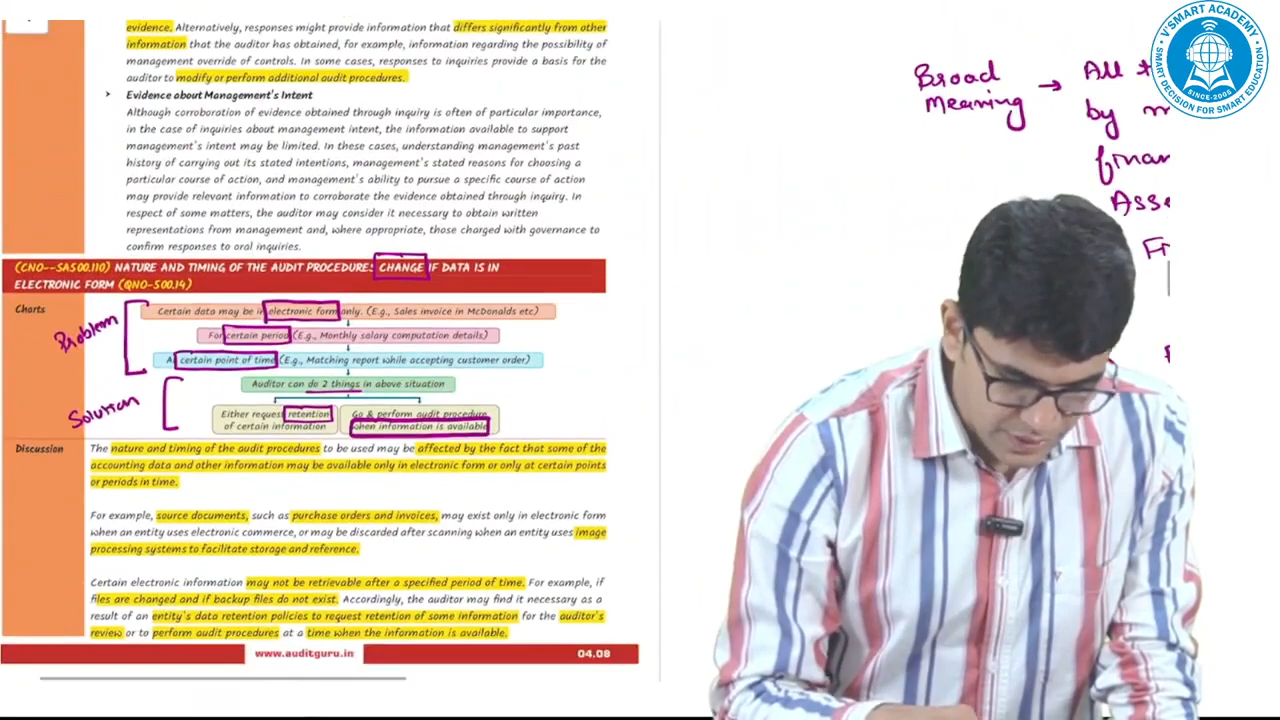 evidence. Alternatively, responses might provide information that differs significantly from other
information that the auditor has obtained, for example, information regarding the possibility of
management override of controls. In some cases, responses to inquiries provide a basis for the
auditor to modify or perform additional audit procedures.
Evidence about Management's Intent
Although corroboration of evidence obtained through inquiry is often of particular importance,
in the case of inquiries about management intent, the information available to support
management's intent may be limited. In these cases, understanding management's past
history of carrying out its stated intentions, management's stated reasons for choosing a
particular course of action, and management's ability to pursue a specific course of action
may provide relevant information to corroborate the evidence obtained through inquiry. In
respect of some matters, the auditor may consider it necessary to obtain written
representations from management and, where appropriate, those charged with governance to
confirm responses to oral inquiries.
(CNO--SA500.110) NATURE AND TIMING OF THE AUDIT PROCEDURES CHANGE IF DATA IS IN
ELECTRONIC FORM (QNO-500.14)
Charts
Certain data may be in electronic form only. (E.g., Sales invoice in McDonalds etc)
For certain period (E.g., Monthly salary computation details)
At certain point of time (E.g., Matching report while accepting customer order)
Auditor can do 2 things in above situation
Either request retention
of certain information
Go & perform audit procedure
when information is available
Problem
Solution
Discussion
The nature and timing of the audit procedures to be used may be affected by the fact that some of the
accounting data and other information may be available only in electronic form or only at certain points
or periods in time.
For example, source documents, such as purchase orders and invoices, may exist only in electronic form
when an entity uses electronic commerce, or may be discarded after scanning when an entity uses image
processing systems to facilitate storage and reference.
Certain electronic information may not be retrievable after a specified period of time. For example, if
files are changed and if backup files do not exist. Accordingly, the auditor may find it necessary as a
result of an entity's data retention policies to request retention of some information for the auditor's
review or to perform audit procedures at a time when the information is available.
www.auditguru.in
04.08
Broad
Meaning → All
by
Asse
V'SMART ACADEMY
SINCE-2005
SMART DECISION FOR SMART EDUCATION